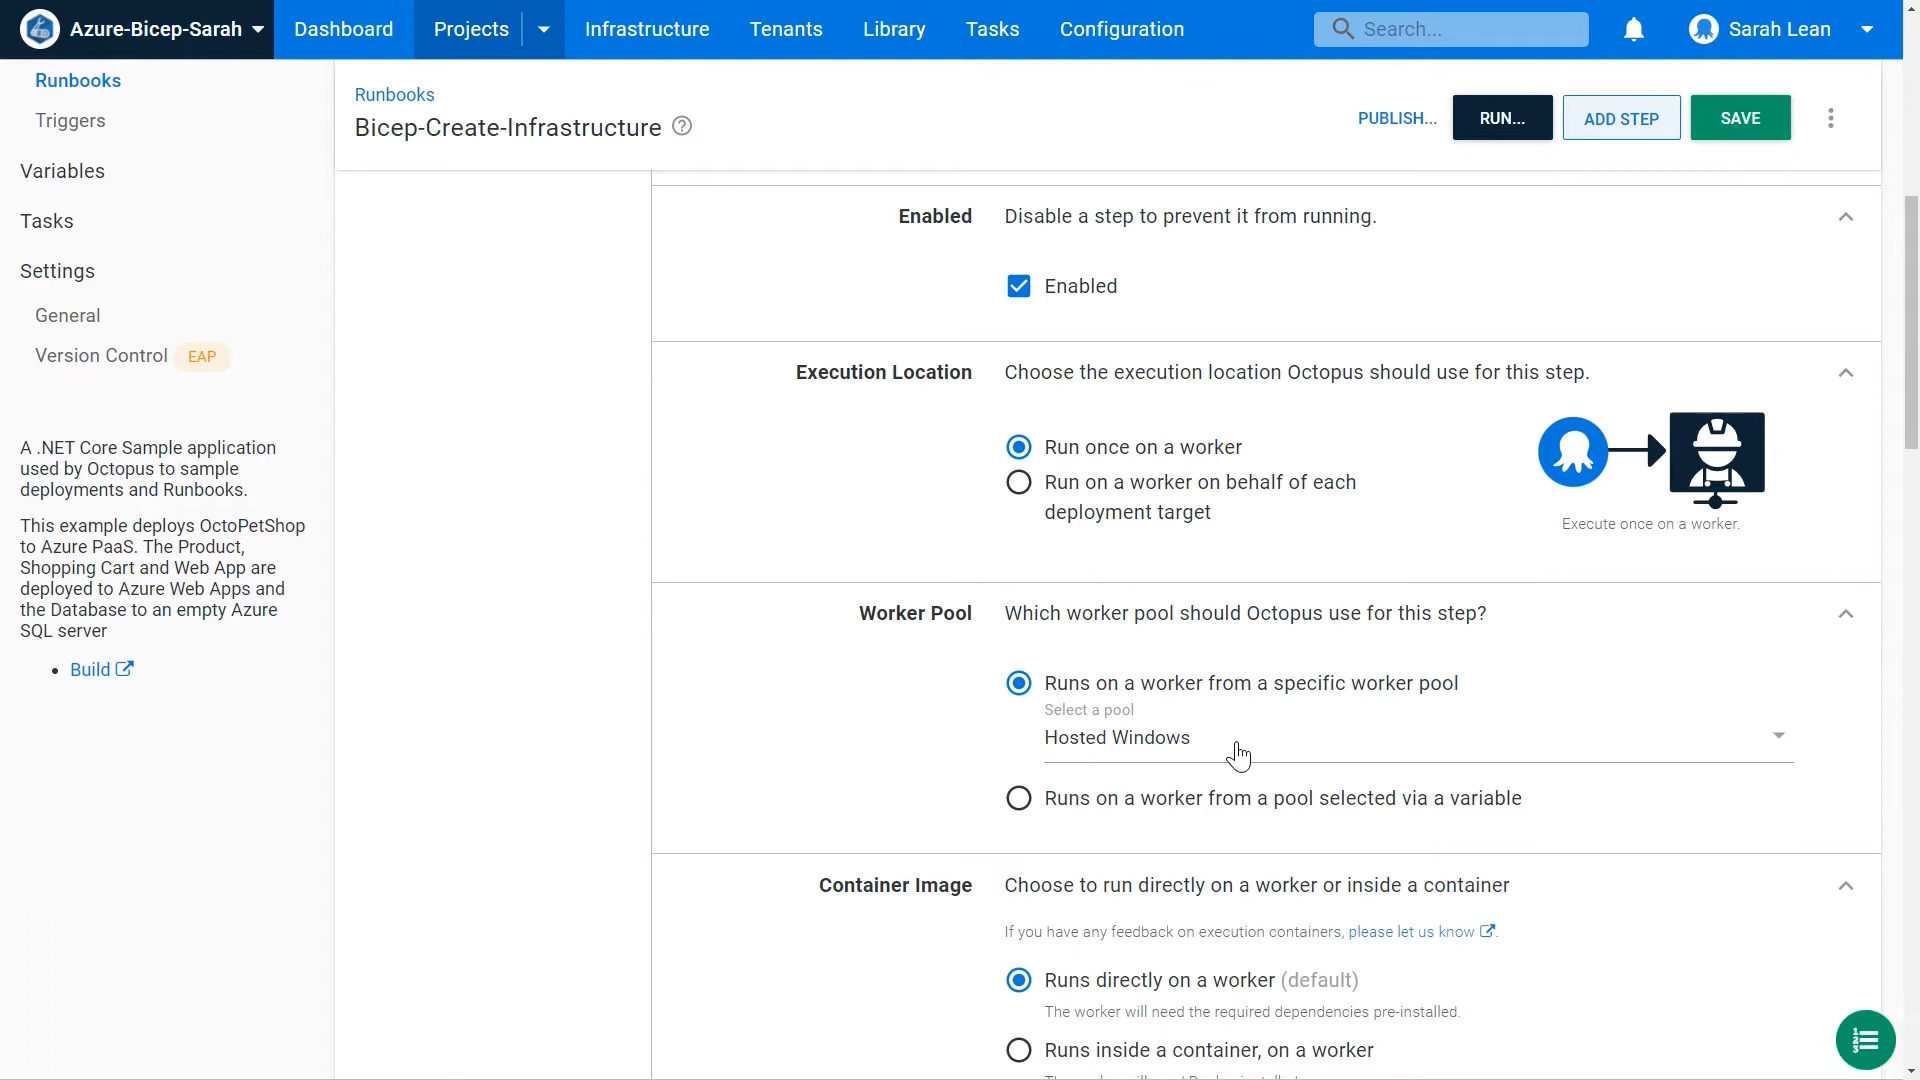 Azure-Bicep-Sarah
Dashboard
Projects
Infrastructure
Tenants
Library
Tasks
Configuration
Search...
Sarah Lean
Runbooks
Triggers
Variables
Tasks
Settings
General
Version Control EAP
A .NET Core Sample application
used by Octopus to sample
deployments and Runbooks.
This example deploys OctoPetShop
to Azure PaaS. The Product,
Shopping Cart and Web App are
deployed to Azure Web Apps and
the Database to an empty Azure
SQL server
• Build
Runbooks
Bicep-Create-Infrastructure
PUBLISH...
RUN...
ADD STEP
SAVE
Enabled Disable a step to prevent it from running.
Enabled
Execution Location Choose the execution location Octopus should use for this step.
Run once on a worker
Run on a worker on behalf of each
deployment target
Execute once on a worker.
Worker Pool Which worker pool should Octopus use for this step?
Runs on a worker from a specific worker pool
Select a pool
Hosted Windows
Runs on a worker from a pool selected via a variable
Container Image Choose to run directly on a worker or inside a container
If you have any feedback on execution containers, please let us know.
Runs directly on a worker (default)
The worker will need the required dependencies pre-installed.
Runs inside a container, on a worker